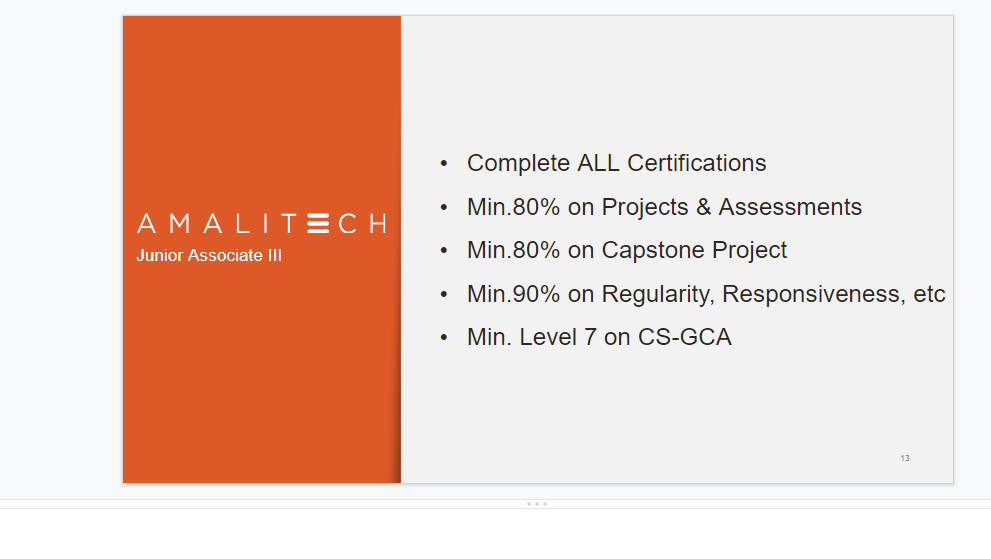 AMALITECH
Junior Associate III
• Complete ALL Certifications
• Min.80% on Projects & Assessments
• Min.80% on Capstone Project
• Min.90% on Regularity, Responsiveness, etc
• Min. Level 7 on CS-GCA
13